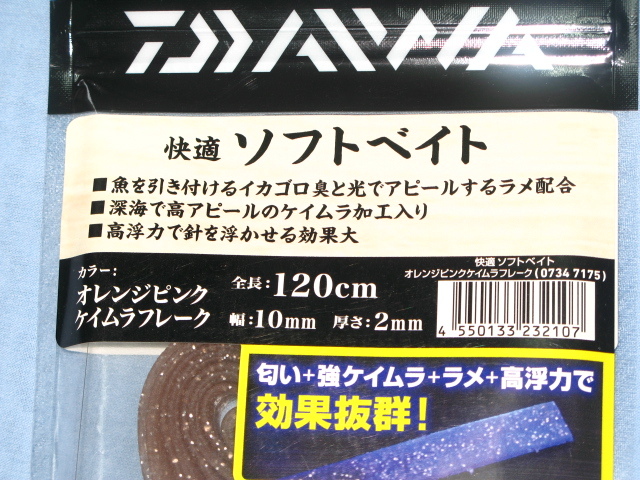 DAIWA
快適 ソフトベイト
■魚を引き付けるイカゴロ臭と光でアピールするラメ配合
■深海で高アピールのケイムラ加工入り
■高浮力で針を浮かせる効果大
カラー:
オレンジピンク
ケイムラフレーク
全長:120cm
幅:10mm 厚さ:2mm
快適 ソフトベイト
オレンジピンクケイムラフレーク(0734 7175)
4 550133 232107
匂い+強ケイムラ+ラメ+高浮力で
効果抜群!